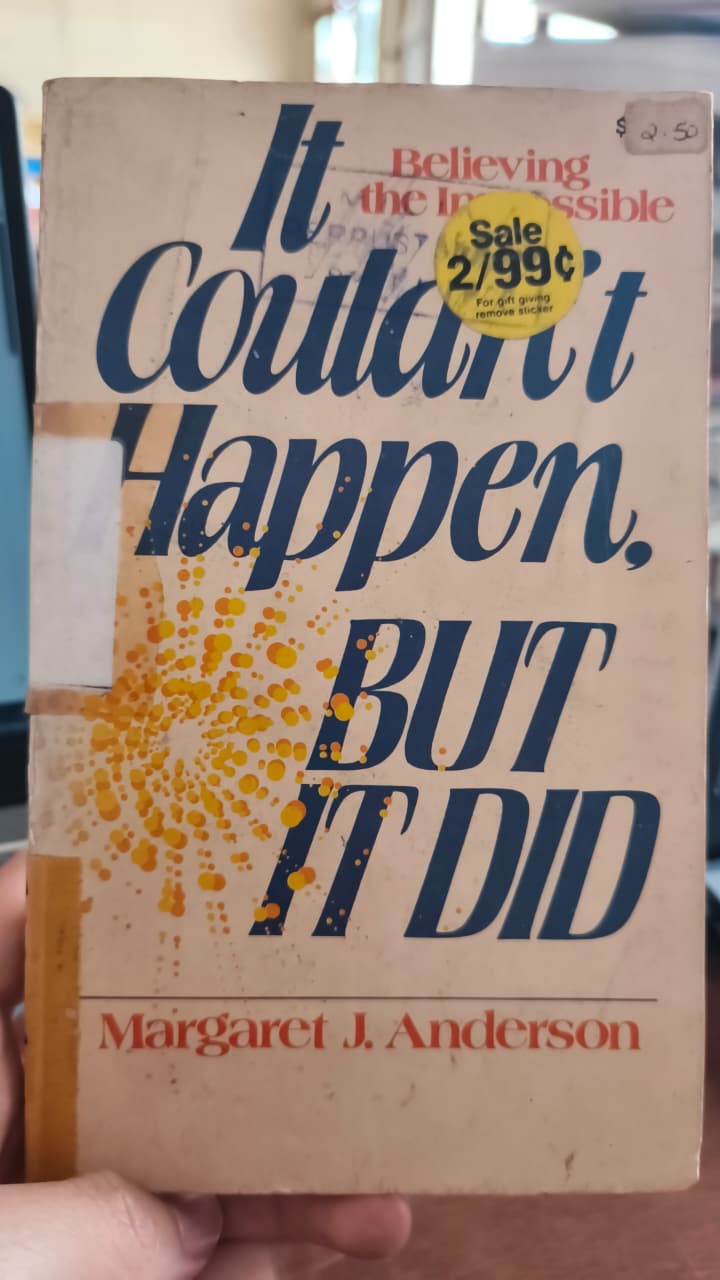 $ 2.50
Believing
the Im ossible
Sale
2/99¢
For gift giving
remove sticker
It
Couldn't
Happen,
BUT
IT DID
Margaret J. Anderson